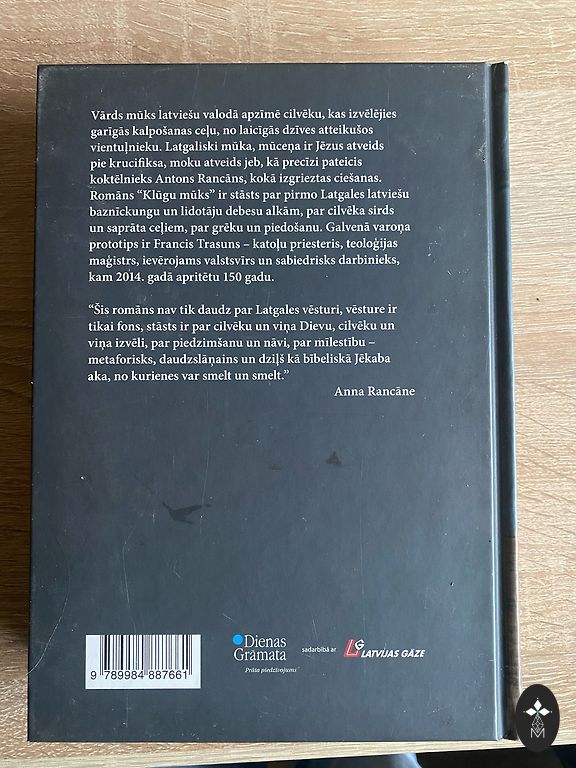 Vārds mūks latviešu valodā apzīmē cilvēku, kas izvēlējies
garīgās kalpošanas ceļu, no laicīgās dzīves atteikušos
vientuļnieku. Latgaliski mūka, mūceņa ir Jēzus atveids
pie krucifiksa, moku atveids jeb, kā precīzi pateicis
koktēlnieks Antons Rancāns, kokā izgrieztas ciešanas.
Romāns “Klūgu mūks” ir stāsts par pirmo Latgales latviešu
baznīckungu un lidotāju debesu alkām, par cilvēka sirds
un saprāta ceļiem, par grēku un piedošanu. Galvenā varoņa
prototips ir Francis Trasuns – katoļu priesteris, teoloģijas
maģistrs, ievērojams valstsvīrs un sabiedrisks darbinieks,
kam 2014. gadā apritētu 150 gadu.
“Šis romāns nav tik daudz par Latgales vēsturi, vēsture ir
tikai fons, stāsts ir par cilvēku un viņa Dievu, cilvēku un
viņa izvēli, par piedzimšanu un nāvi, par mīlestību –
metaforisks, daudzslāņains un dziļš kā bībeliskā Jēkaba
aka, no kurienes var smelt un smelt.”
Anna Rancāne
9 789984 887661
Dienas
Grāmata
Prāta piedzīvojums
sadarbībā ar
LG LATVIJAS GĀZE
M